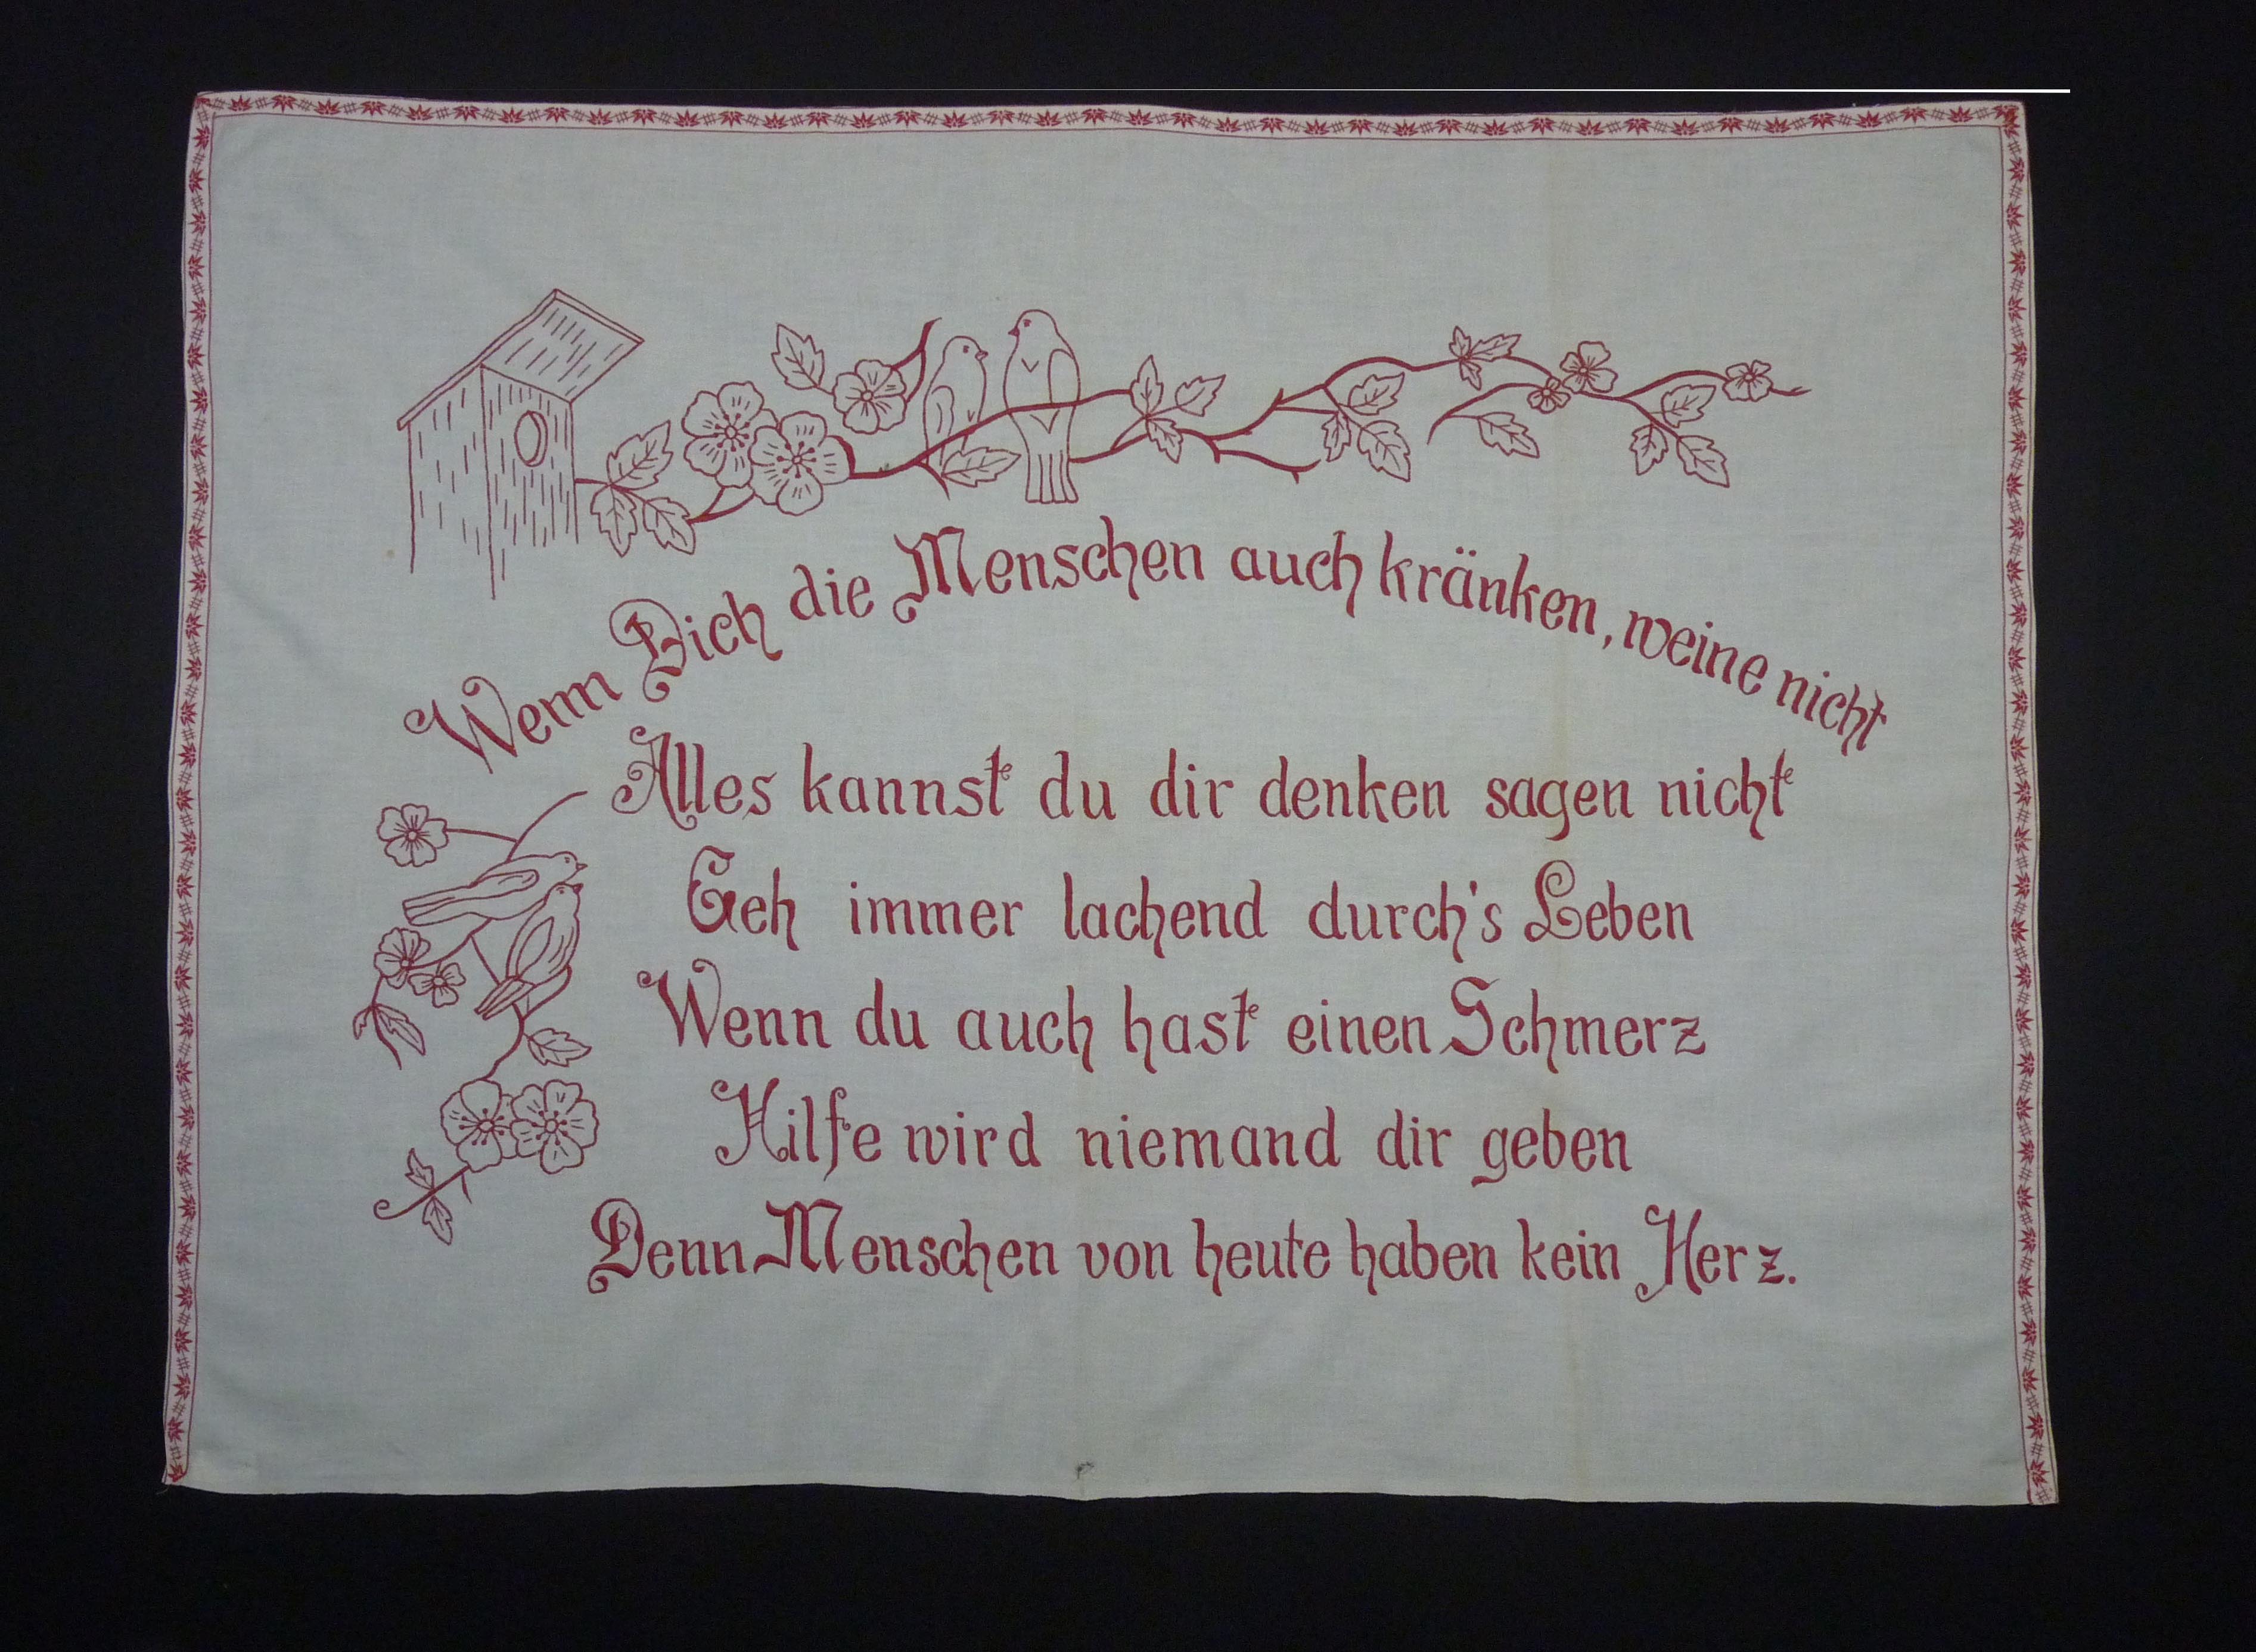 Wenn Dich die Menschen auch kränken, weine nicht
Alles kannst du dir denken sagen nicht
Geh immer lachend durch's Leben
Wenn du auch hast einen Schmerz
Hilfe wird niemand dir geben
Denn Menschen von heute haben kein Herz.